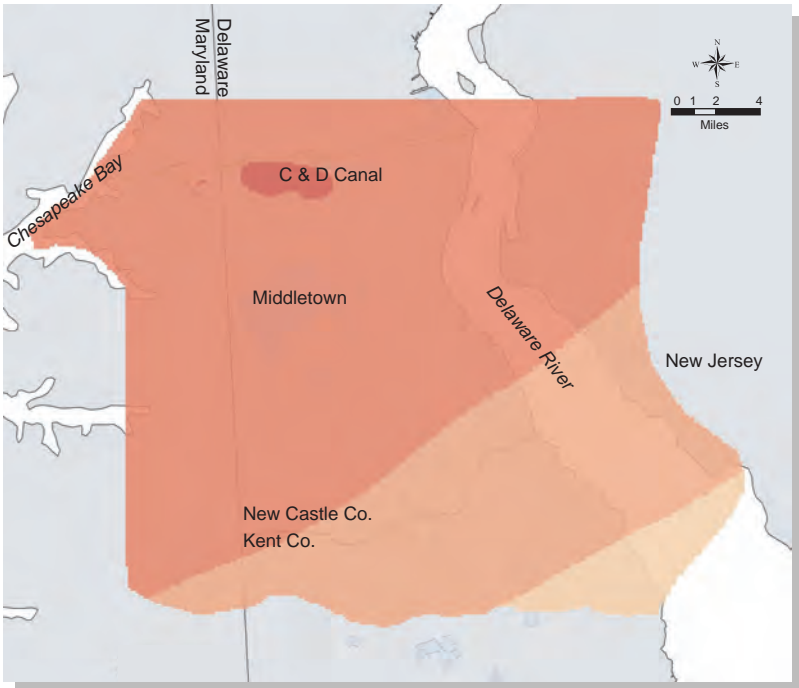 Delaware
Maryland
N
W E
S
0 1 2 4
Miles
Chesapeake Bay
C & D Canal
Middletown
Delaware River
New Jersey
New Castle Co.
Kent Co.